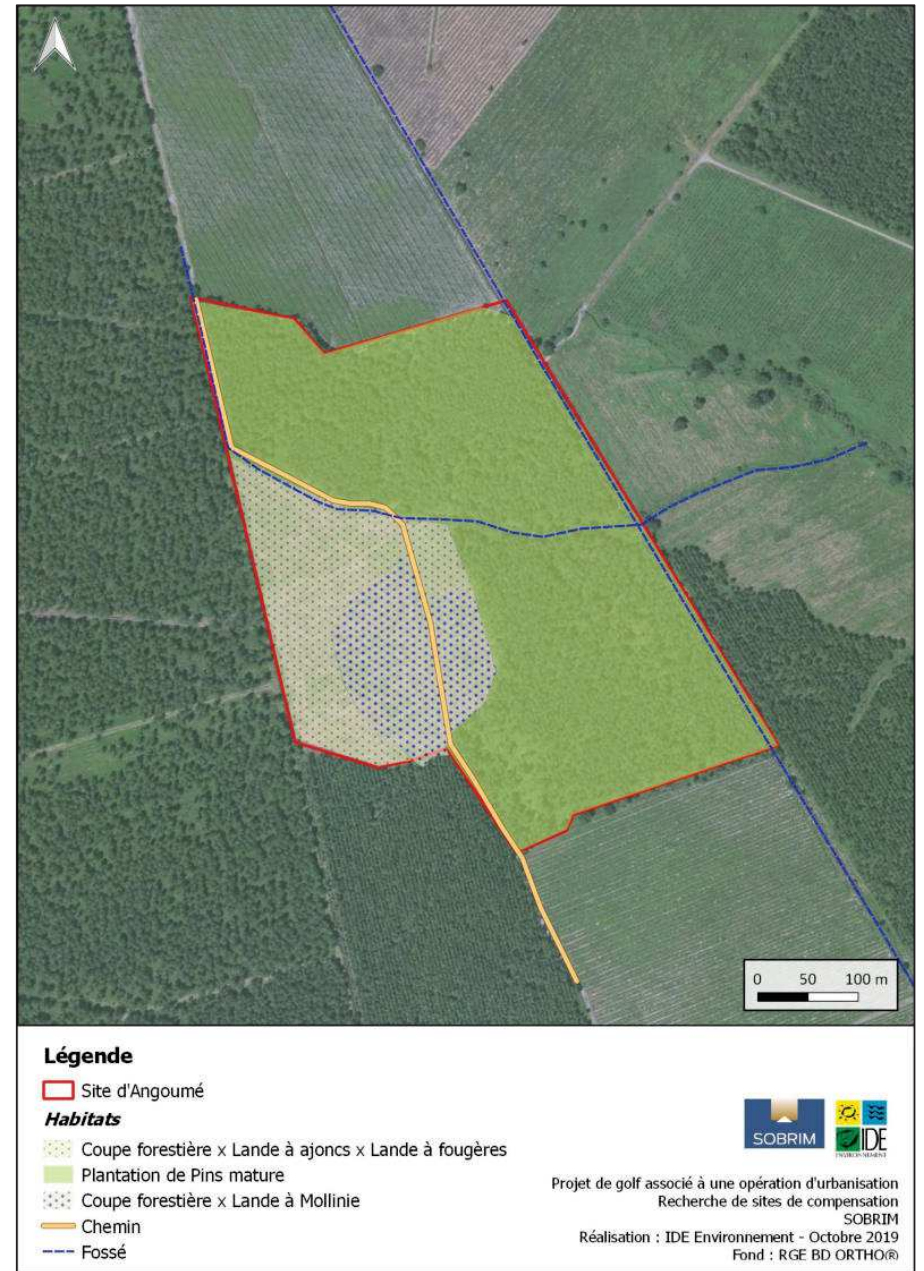 0 50 100 m
Légende
Site d'Angoumé
Habitats
Coupe forestière x Lande à ajoncs x Lande à fougères
Plantation de Pins mature
Coupe forestière x Lande à Mollinie
Chemin
Fossé
SOBRIM
IDE
ENVIRONNEMENT
Projet de golf associé à une opération d'urbanisation
Recherche de sites de compensation
SOBRIM
Réalisation : IDE Environnement - Octobre 2019
Fond : RGE BD ORTHO®